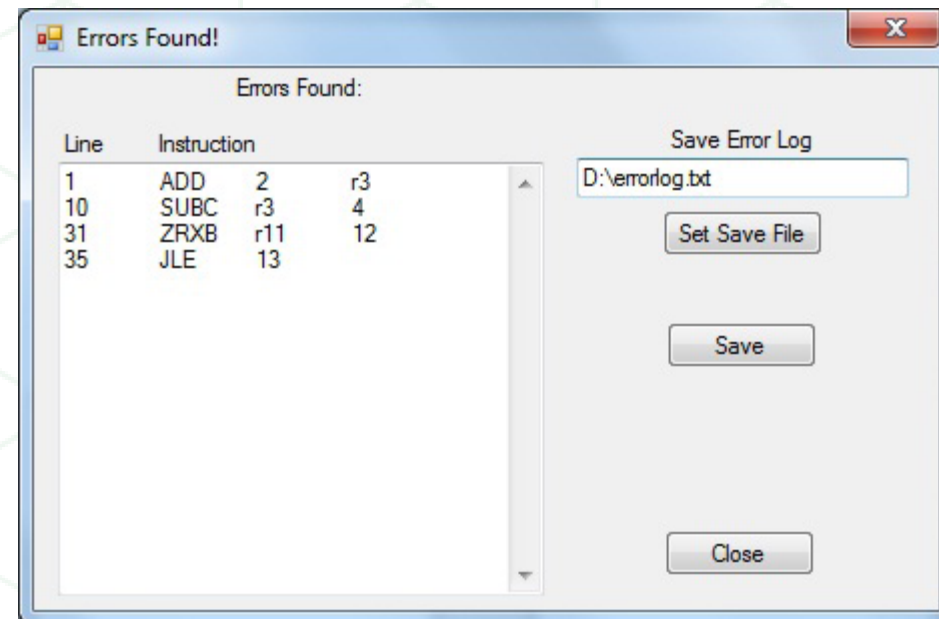 Errors Found!
Errors Found:
Line Instruction
1 ADD 2 r3
10 SUBC r3 4
31 ZRXB r11 12
35 JLE 13
Save Error Log
D:\errorlog.txt
Set Save File
Save
Close